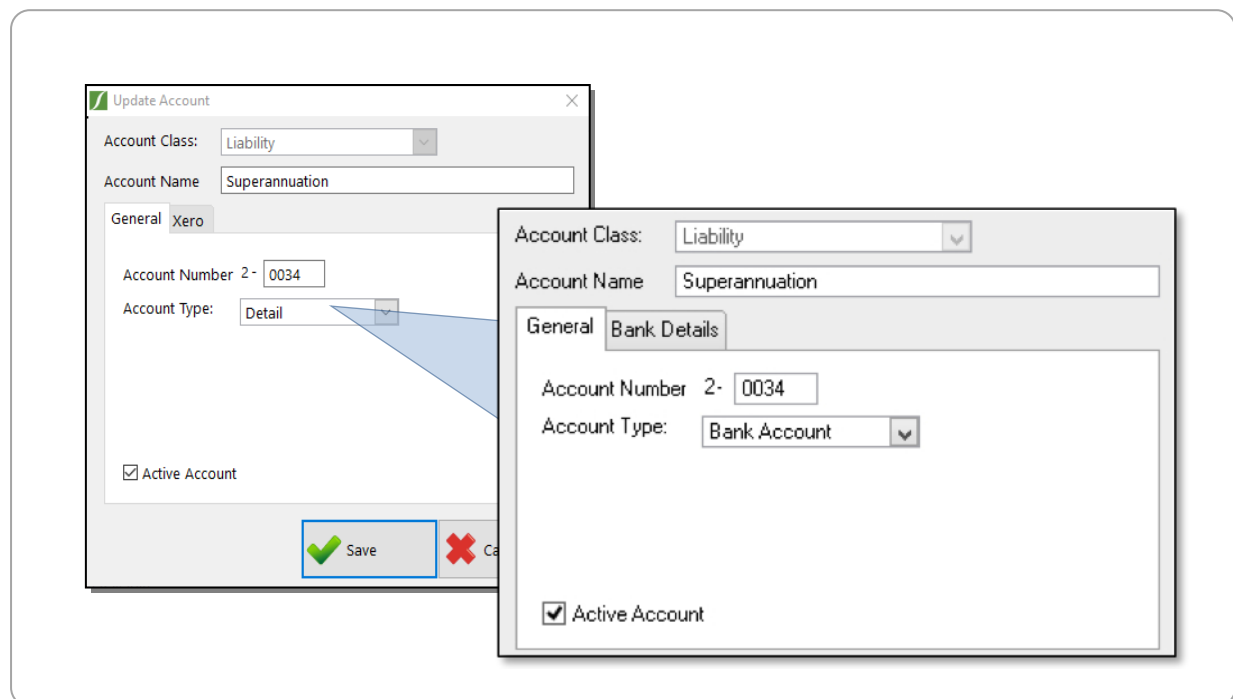 Update Account
Account Class: Liability
Account Name Superannuation
General Xero
Account Number 2- 0034
Account Type: Detail
Active Account
Save
Account Class: Liability
Account Name Superannuation
General Bank Details
Account Number 2- 0034
Account Type: Bank Account
Active Account